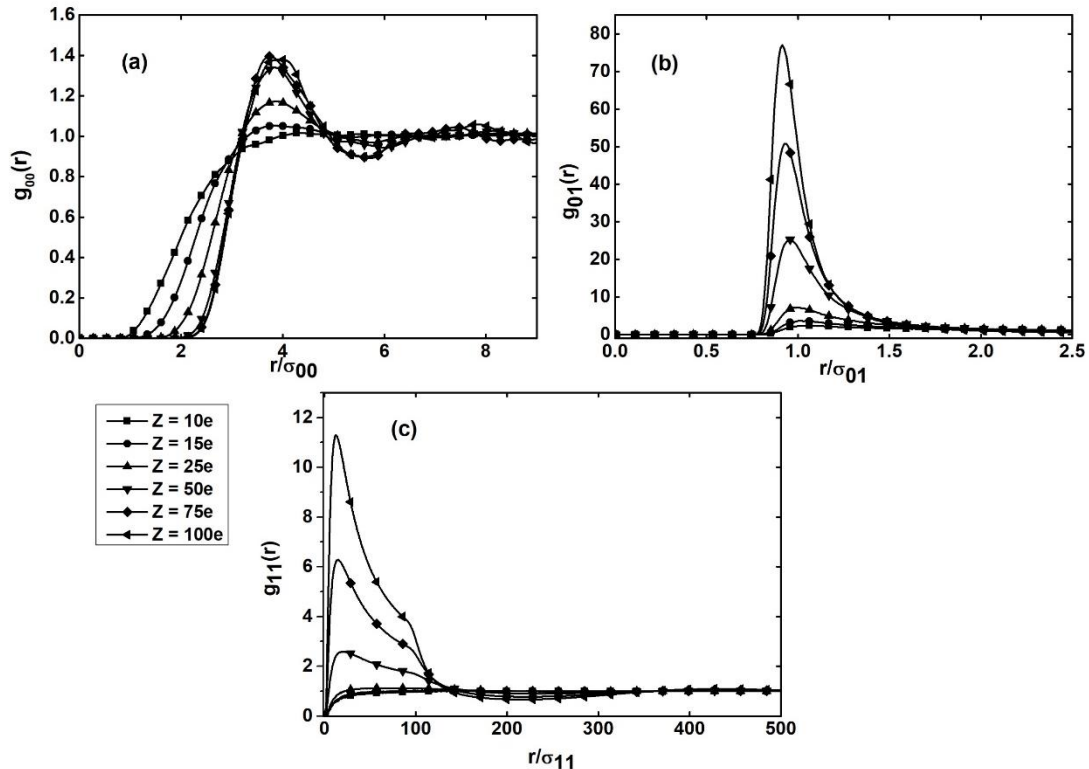 (a)
1.6
1.4
1.2
1.0
0.8
0.6
0.4
0.2
0.0
g00(r)
0 2 4 6 8
r/σ00
(b)
80
70
60
50
40
30
20
10
0
g01(r)
0.0 0.5 1.0 1.5 2.0 2.5
r/σ01
Z = 10e
Z = 15e
Z = 25e
Z = 50e
Z = 75e
Z = 100e
(c)
12
10
8
6
4
2
0
g11(r)
0 100 200 300 400 500
r/σ11